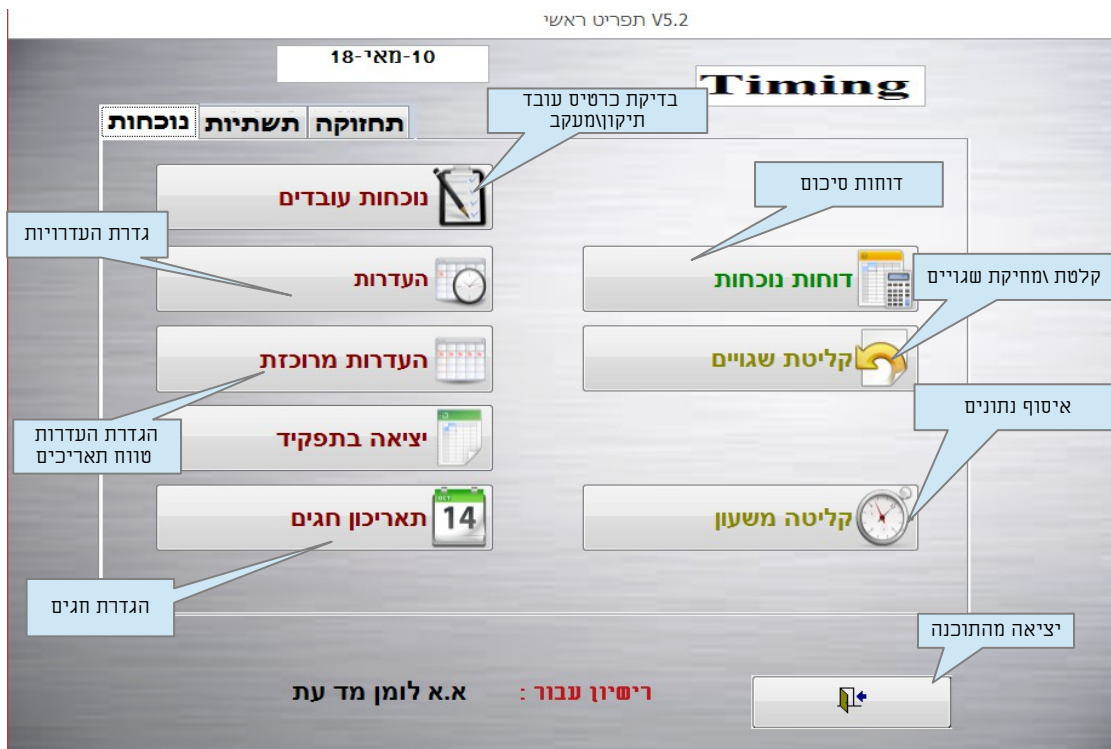 תפריט ראשי V5.2
10-מאי-18
Timing
בדיקת כרטיס עובד
תיקון\מעקב
נוכחות
תשתיות
תחזוקה
נוכחות עובדים
דוחות סיכום
גדרת העדרויות
העדרות
דוחות נוכחות
קלטת \מחיקת שגויים
העדרות מרוכזת
קליטת שגויים
איסוף נתונים
הגדרת העדרות
טווח תאריכים
יציאה בתפקיד
OCT
14
תאריכון חגים
קליטה משעון
הגדרת חגים
יציאה מהתוכנה
רישיון עבור :
א.א לומן מד עת